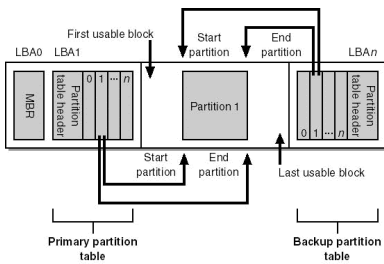 First usable block
Start
partition
End
partition
LBA0
LBA1
LBAn
MBR
Partition
table header
0 1 ... n
Partition 1
0 1 ... n
Partition
table header
Start
partition
End
partition
Last usable block
Primary partition
table
Backup partition
table